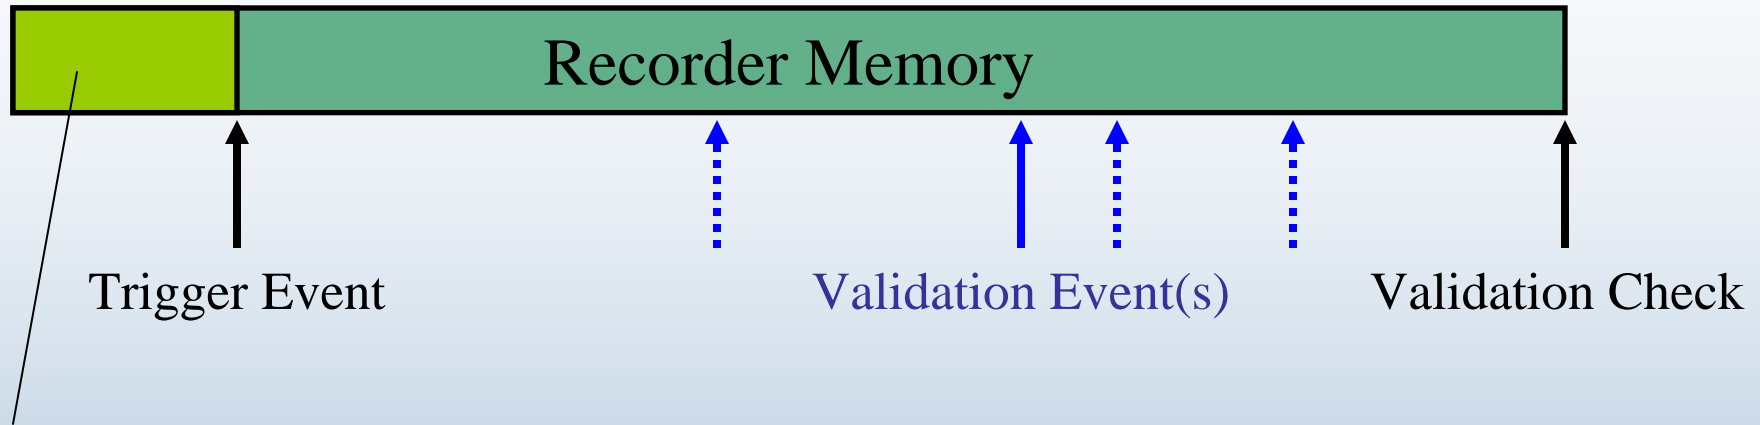 Recorder Memory
Trigger Event
Validation Event(s)
Validation Check